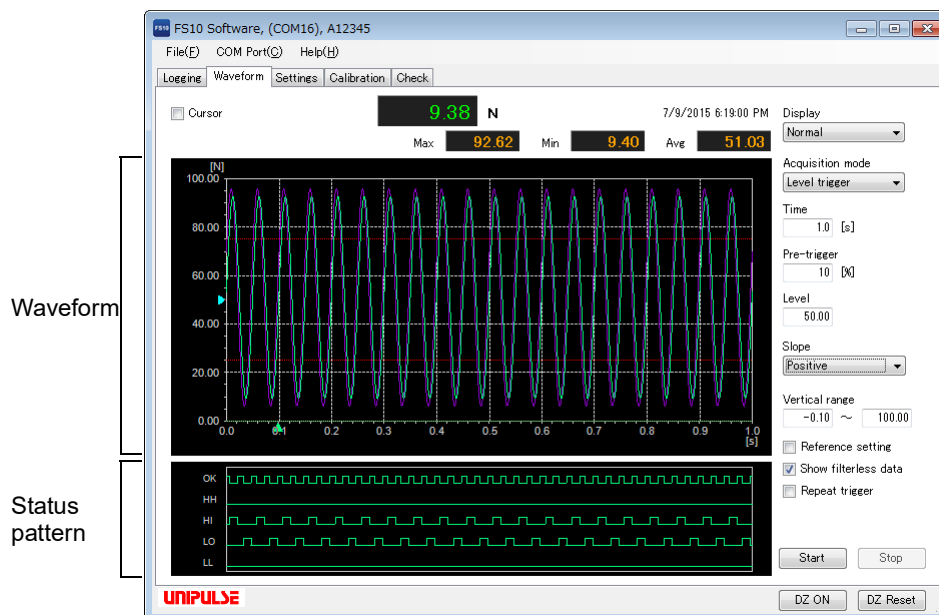 FS10 Software, (COM16), A12345
File(F) COM Port(C) Help(H)
Logging Waveform Settings Calibration Check
Cursor
9.38 N
7/9/2015 6:19:00 PM
Max 92.62 Min 9.40 Avg 51.03
Display
Normal
Acquisition mode
Level trigger
Time
1.0 [s]
Pre-trigger
10 [%]
Level
50.00
Slope
Positive
Vertical range
-0.10 ~ 100.00
Reference setting
Show filterless data
Repeat trigger
Start Stop
DZ ON DZ Reset
Waveform
[N]
100.00
80.00
60.00
40.00
20.00
0.00
0.0 0.1 0.2 0.3 0.4 0.5 0.6 0.7 0.8 0.9 1.0
[s]
Status
pattern
OK
HH
HI
LO
LL
UNIPULSE